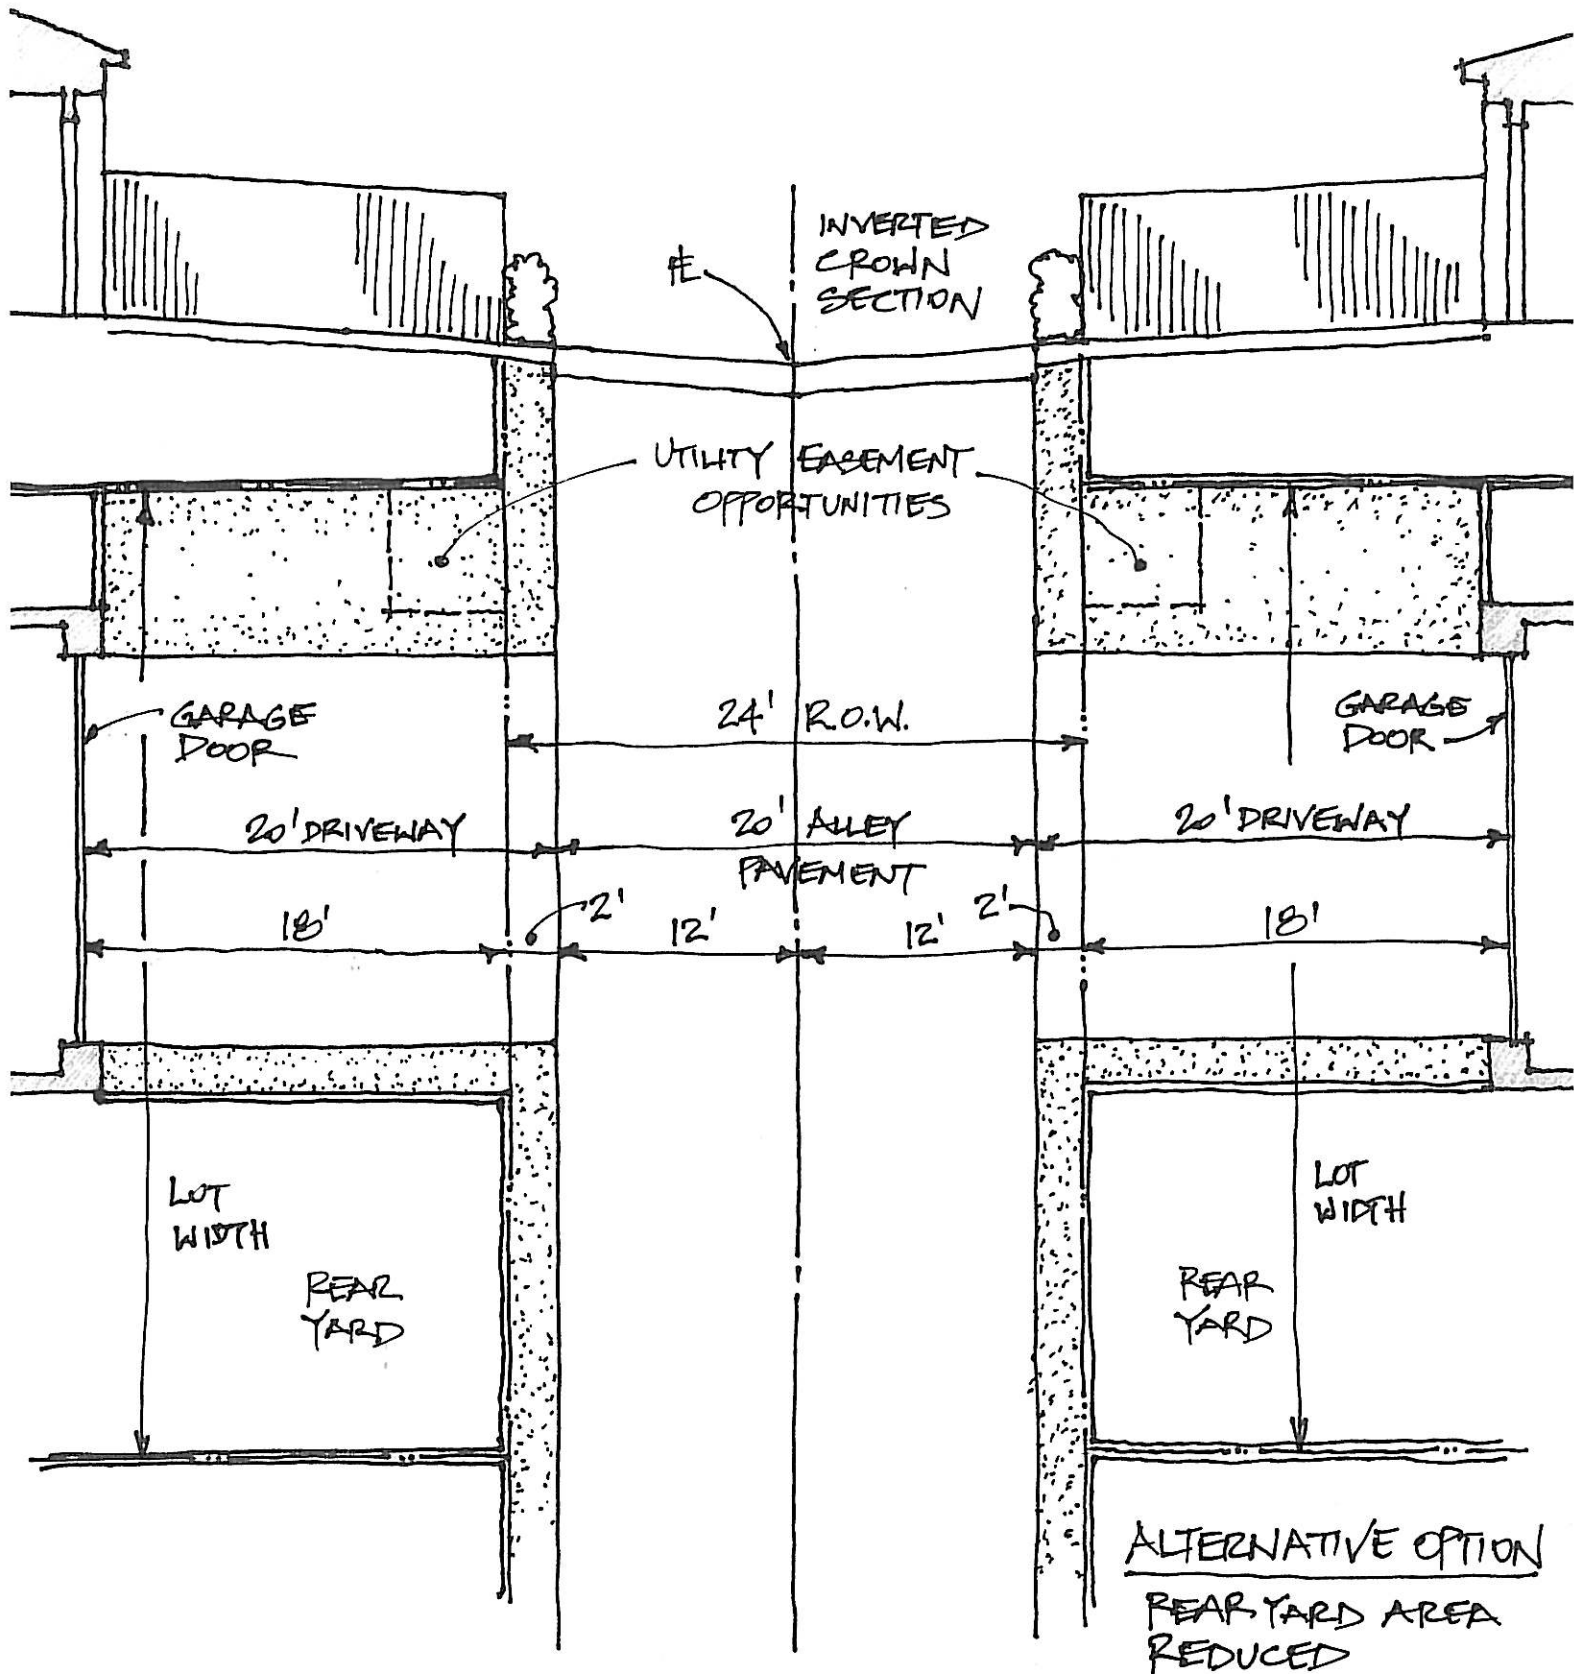 INVERTED
CROWN
SECTION
℄
UTILITY EASEMENT
OPPORTUNITIES
GARAGE
DOOR
24' R.O.W.
GARAGE
DOOR
20' DRIVEWAY
20' ALLEY
PAVEMENT
20' DRIVEWAY
18'
2'
12'
12'
2'
18'
LOT
WIDTH
LOT
WIDTH
REAR
YARD
REAR
YARD
ALTERNATIVE OPTION
REAR YARD AREA
REDUCED